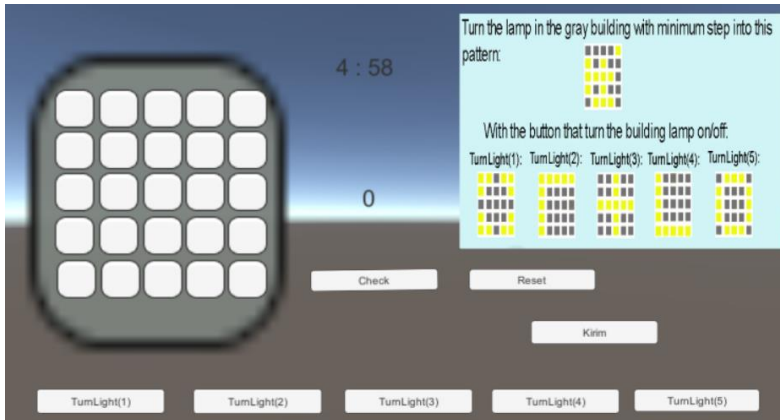 Turn the lamp in the gray building with minimum step into this
pattern:
4 : 58
With the button that turn the building lamp on/off:
TurnLight(1): TurnLight(2): TurnLight(3): TurnLight(4): TurnLight(5):
0
Check Reset
Kirim
TurnLight(1) TurnLight(2) TurnLight(3) TurnLight(4) TurnLight(5)